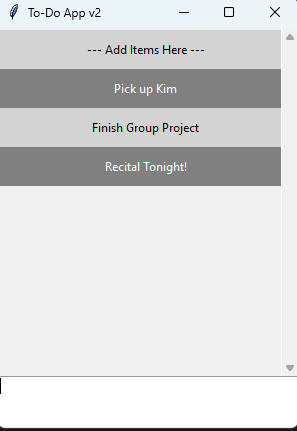 To-Do App v2
--- Add Items Here ---
Pick up Kim
Finish Group Project
Recital Tonight!